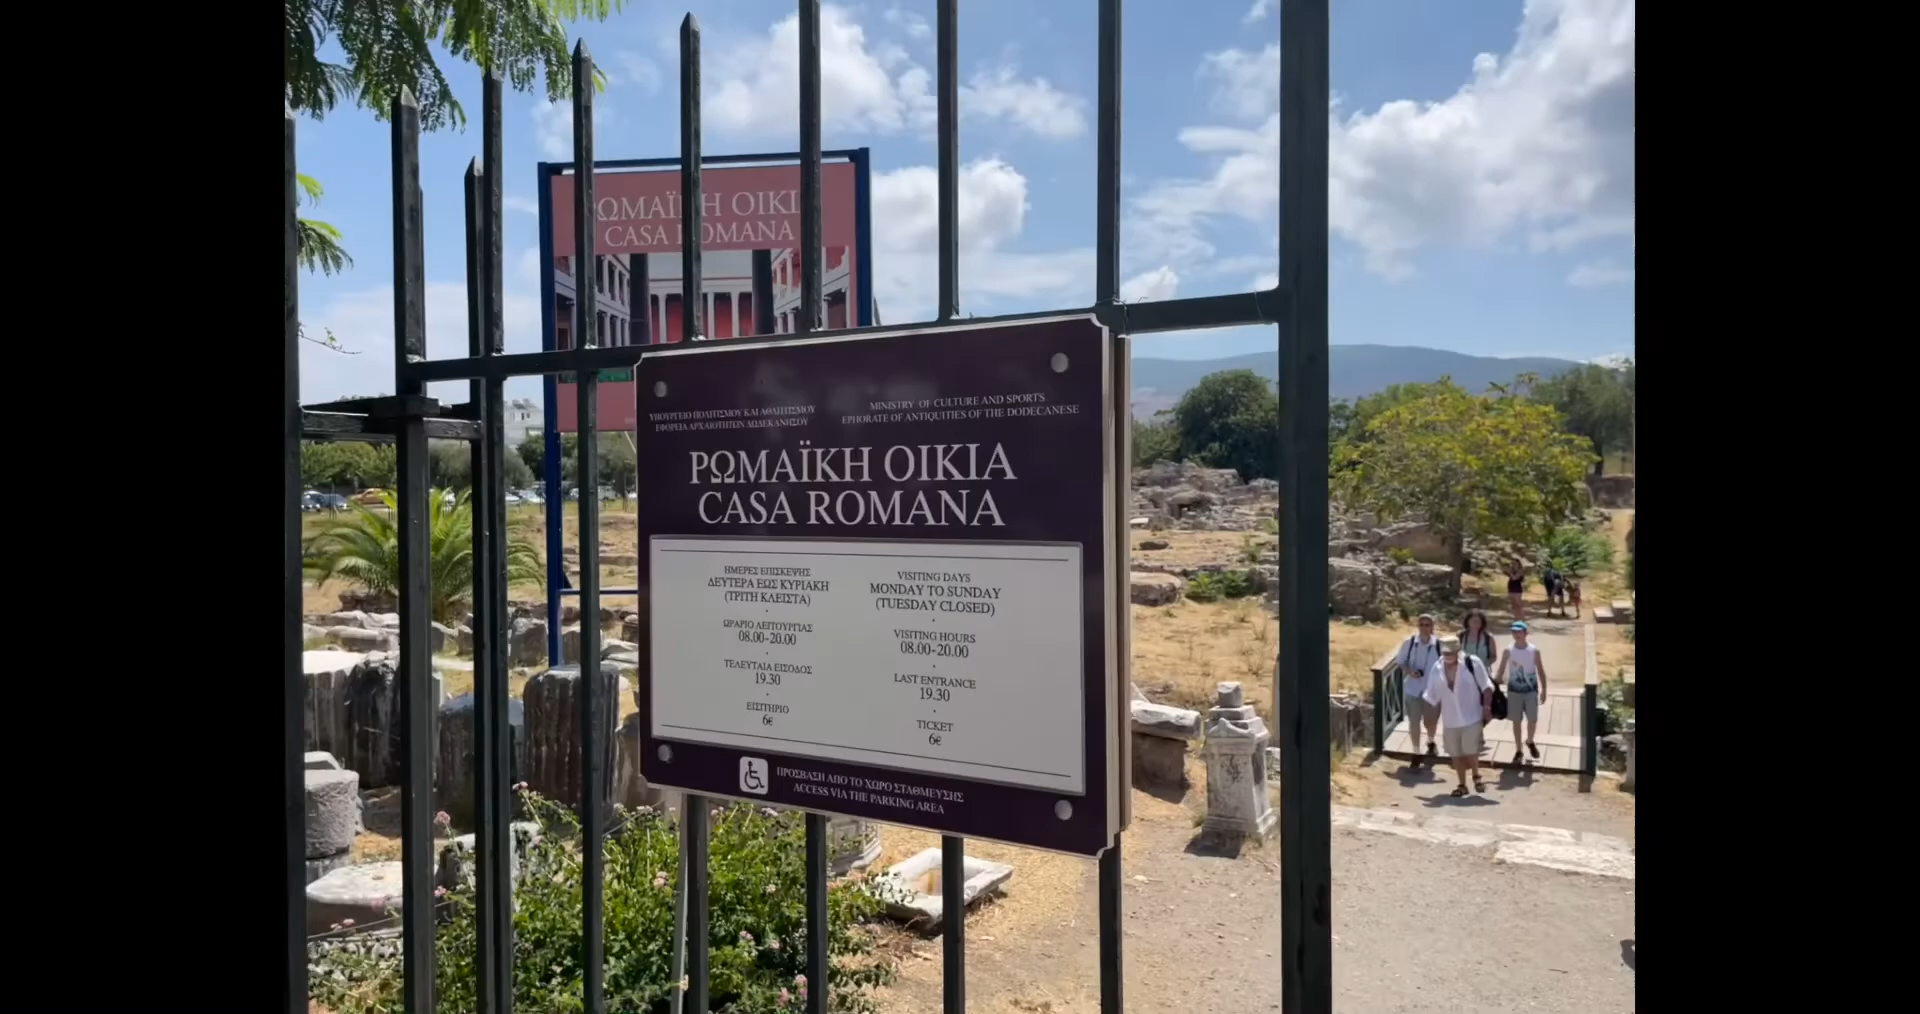 ΡΩΜΑΪΚΗ ΟΙΚΙ
CASA ROMANA
ΥΠΟΥΡΓΕΙΟ ΠΟΛΙΤΙΣΜΟΥ ΚΑΙ ΑΘΛΗΤΙΣΜΟΥ
ΕΦΟΡΕΙΑ ΑΡΧΑΙΟΤΗΤΩΝ ΔΩΔΕΚΑΝΗΣΟΥ
MINISTRY OF CULTURE AND SPORTS
EPHORATE OF ANTIQUITIES OF THE DODECANESE
ΡΩΜΑΪΚΗ ΟΙΚΙΑ
CASA ROMANA
ΗΜΕΡΕΣ ΕΠΙΣΚΕΨΗΣ
ΔΕΥΤΕΡΑ ΕΩΣ ΚΥΡΙΑΚΗ
(ΤΡΙΤΗ ΚΛΕΙΣΤΑ)
ΩΡΑΡΙΟ ΛΕΙΤΟΥΡΓΙΑΣ
08.00-20.00
ΤΕΛΕΥΤΑΙΑ ΕΙΣΟΔΟΣ
19.30
ΕΙΣΙΤΗΡΙΟ
6€
VISITING DAYS
MONDAY TO SUNDAY
(TUESDAY CLOSED)
VISITING HOURS
08.00-20.00
LAST ENTRANCE
19.30
TICKET
6€
ΠΡΟΣΒΑΣΗ ΑΠΟ ΤΟ ΧΩΡΟ ΣΤΑΘΜΕΥΣΗΣ
ACCESS VIA THE PARKING AREA